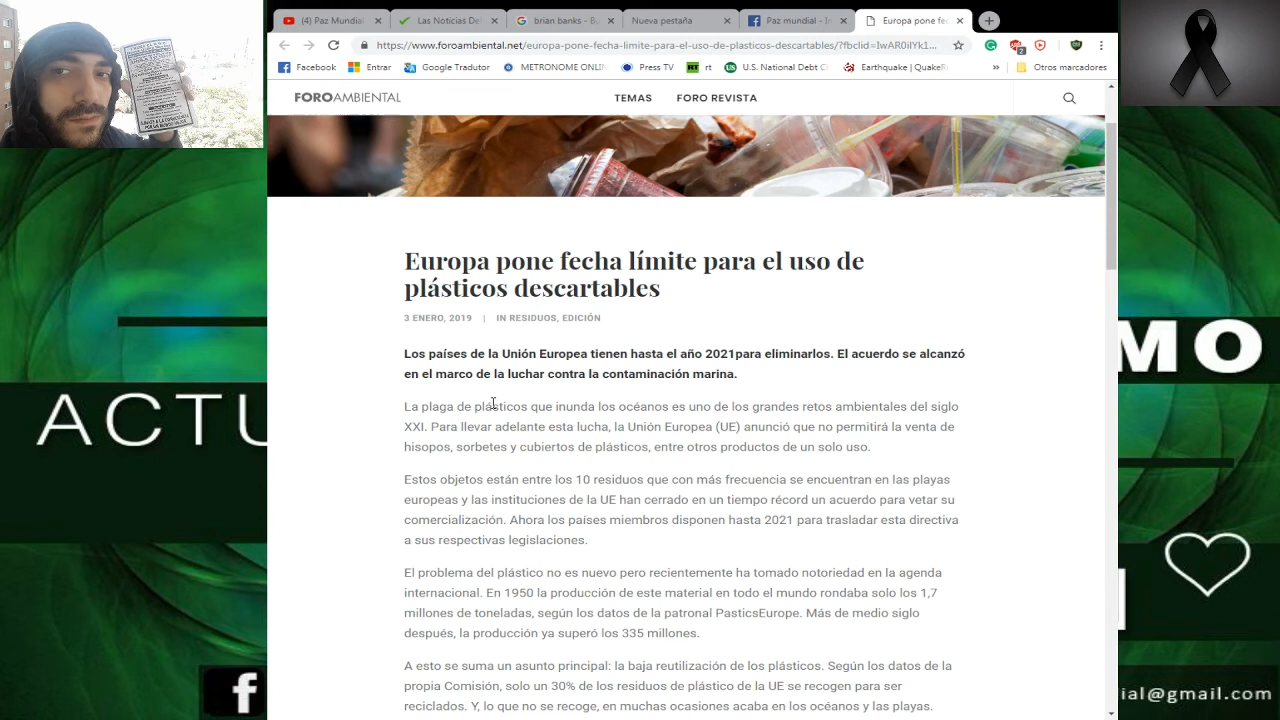 (4) Paz Mundial
Las Noticias De
brian banks - Bu
Nueva pestaña
Paz mundial - In
Europa pone fe
https://www.foroambiental.net/europa-pone-fecha-limite-para-el-uso-de-plasticos-descartables/?fbclid=IwAR0iIYk1...
Facebook
Entrar
Google Tradutor
METRONOME ONLI
Press TV
rt
U.S. National Debt C
Earthquake | Quake
Otros marcadores
FOROAMBIENTAL
TEMAS
FORO REVISTA
Europa pone fecha límite para el uso de
plásticos descartables
3 ENERO, 2019 | IN RESIDUOS, EDICIÓN
Los países de la Unión Europea tienen hasta el año 2021para eliminarlos. El acuerdo se alcanzó
en el marco de la luchar contra la contaminación marina.
La plaga de plásticos que inunda los océanos es uno de los grandes retos ambientales del siglo
XXI. Para llevar adelante esta lucha, la Unión Europea (UE) anunció que no permitirá la venta de
hisopos, sorbetes y cubiertos de plásticos, entre otros productos de un solo uso.
Estos objetos están entre los 10 residuos que con más frecuencia se encuentran en las playas
europeas y las instituciones de la UE han cerrado en un tiempo récord un acuerdo para vetar su
comercialización. Ahora los países miembros disponen hasta 2021 para trasladar esta directiva
a sus respectivas legislaciones.
El problema del plástico no es nuevo pero recientemente ha tomado notoriedad en la agenda
internacional. En 1950 la producción de este material en todo el mundo rondaba solo los 1,7
millones de toneladas, según los datos de la patronal PasticsEurope. Más de medio siglo
después, la producción ya superó los 335 millones.
A esto se suma un asunto principal: la baja reutilización de los plásticos. Según los datos de la
propia Comisión, solo un 30% de los residuos de plástico de la UE se recogen para ser
reciclados. Y, lo que no se recoge, en muchas ocasiones acaba en los océanos y las playas.
ACTU
MO
f
ial@gmail.com